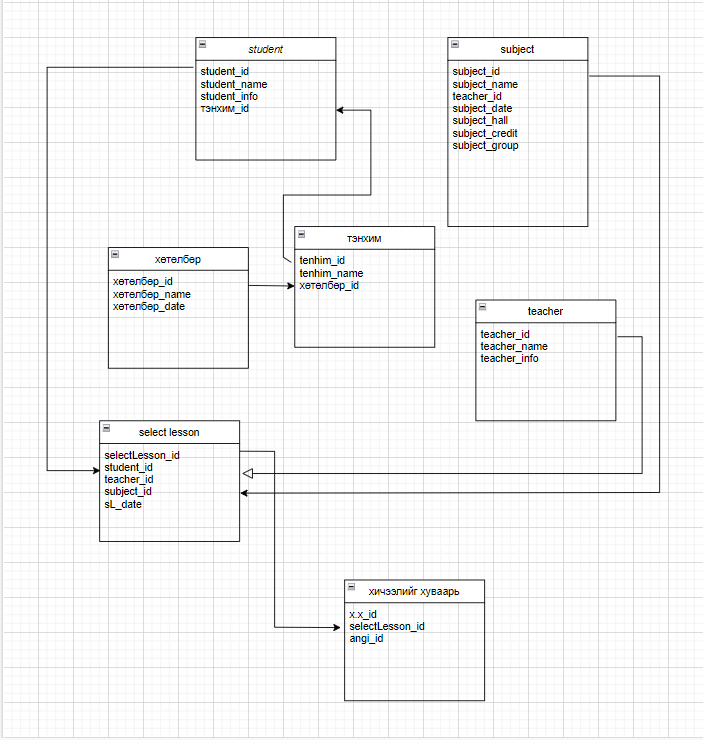 student
student_id
student_name
student_info
тэнхим_id
subject
subject_id
subject_name
teacher_id
subject_date
subject_hall
subject_credit
subject_group
хөтөлбөр
хөтөлбөр_id
хөтөлбөр_name
хөтөлбөр_date
тэнхим
tenhim_id
tenhim_name
хөтөлбөр_id
teacher
teacher_id
teacher_name
teacher_info
select lesson
selectLesson_id
student_id
teacher_id
subject_id
sL_date
хичээлийг хуваарь
x.x_id
selectLesson_id
angi_id